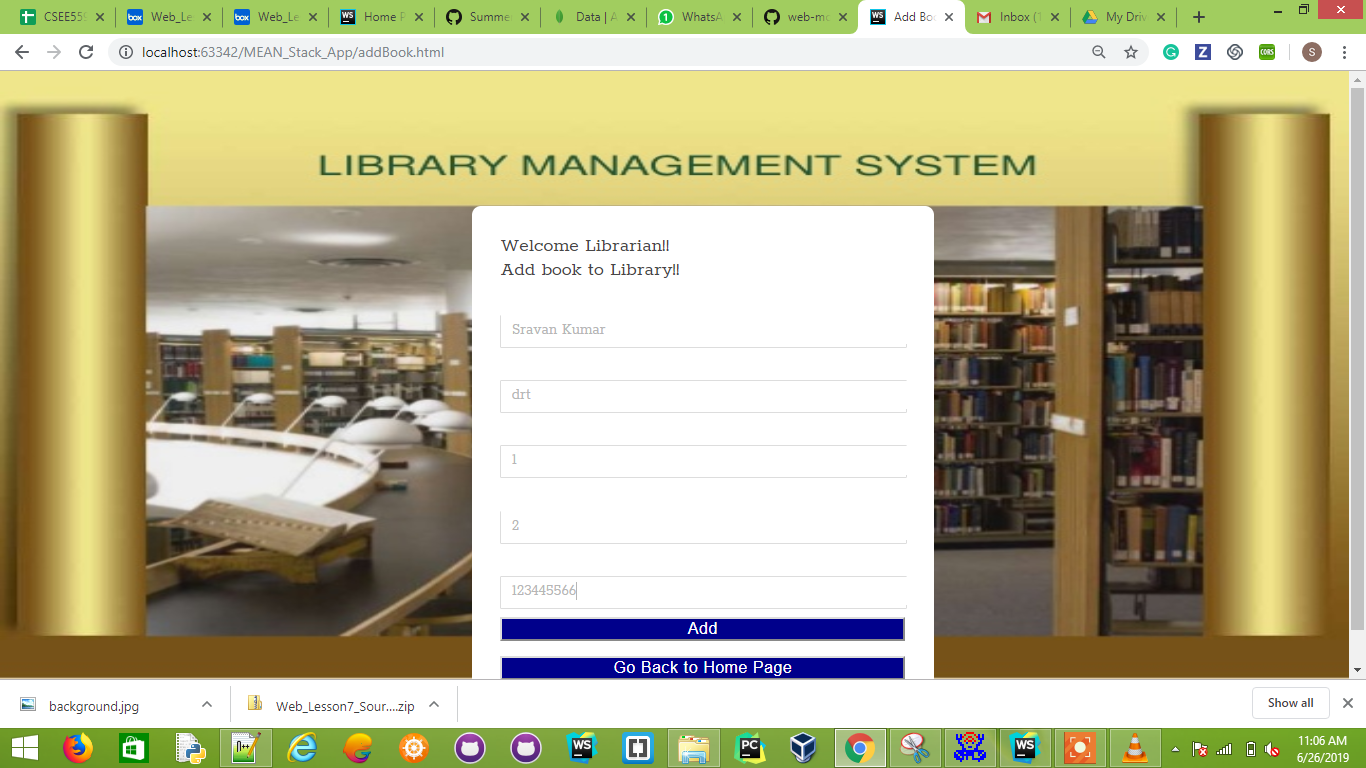 CSEE559
Web_Le
Web_Le
Home P
Summe
Data | A
WhatsA
web-mo
Add Boo
Inbox (1
My Driv
localhost:63342/MEAN_Stack_App/addBook.html
LIBRARY MANAGEMENT SYSTEM
Welcome Librarian!!
Add book to Library!!
Sravan Kumar
drt
1
2
123445566
Add
Go Back to Home Page
background.jpg
Web_Lesson7_Sour....zip
Show all
11:06 AM
6/26/2019